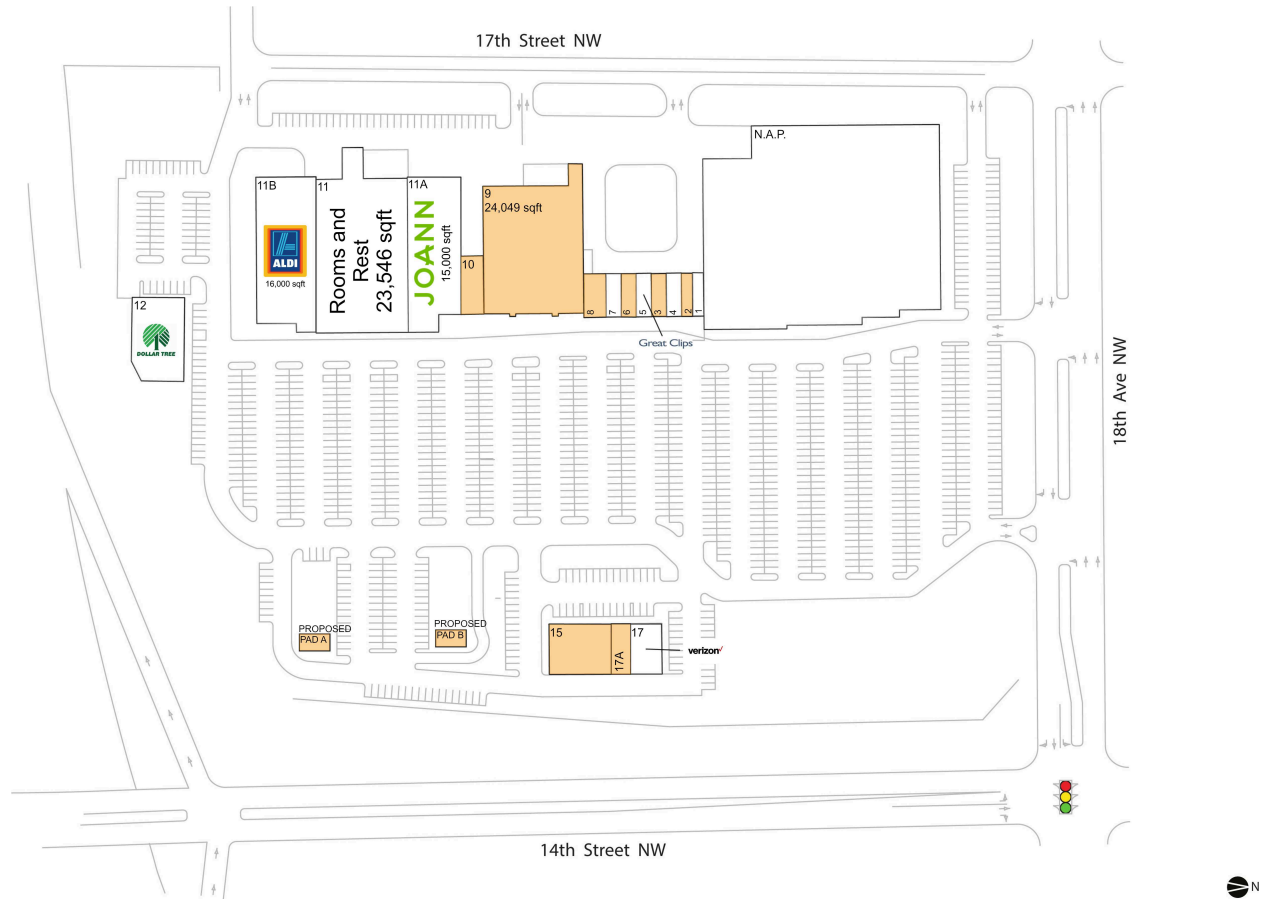 17th Street NW
N.A.P.
11B
11
11A
9
24,049 sqft
ALDI
16,000 sqft
Rooms and
Rest
23,546 sqft
JOANN
15,000 sqft
10
8
7
6
5
3
4
2
1
Great Clips
12
DOLLAR TREE
18th Ave NW
PROPOSED
PAD A
PROPOSED
PAD B
15
17A
17
verizon
14th Street NW
N